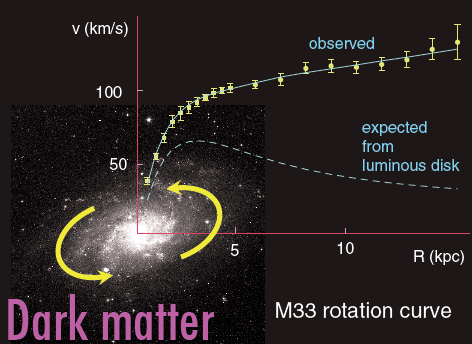 v (km/s)
observed
100
expected
from
luminous disk
50
5
10
R (kpc)
M33 rotation curve
Dark matter